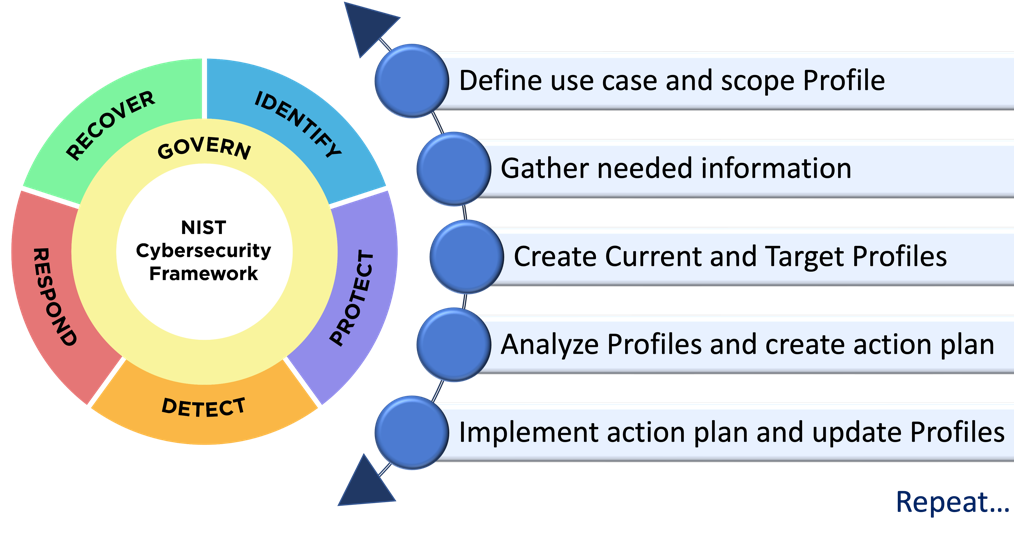 RECOVER
IDENTIFY
GOVERN
NIST
Cybersecurity
Framework
RESPOND
PROTECT
DETECT
Define use case and scope Profile
Gather needed information
Create Current and Target Profiles
Analyze Profiles and create action plan
Implement action plan and update Profiles
Repeat...